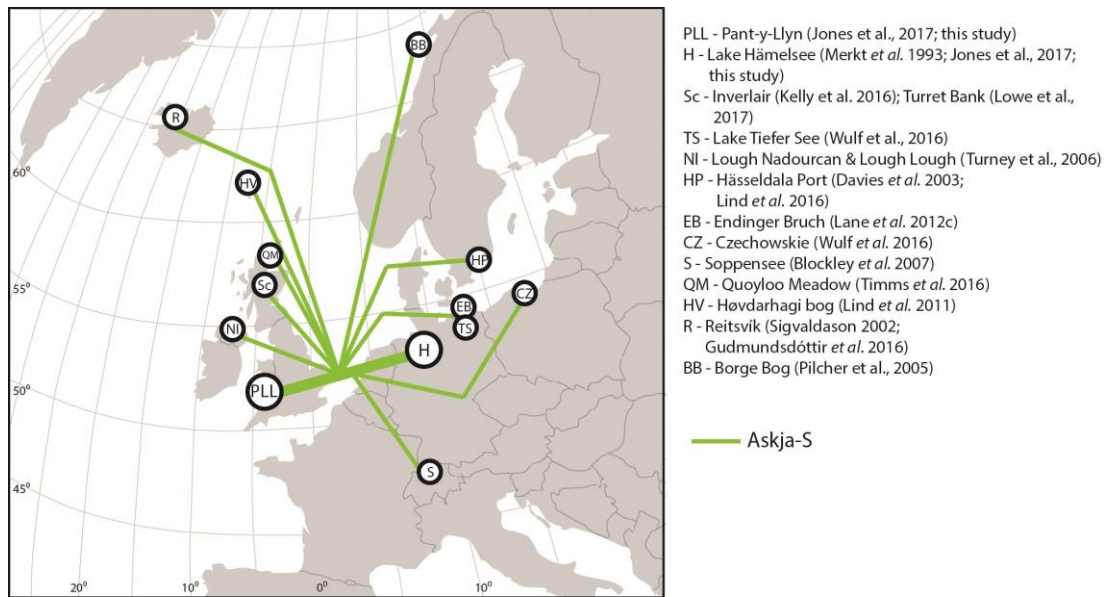 BB
R
60°
HV
QM
HP
55°
Sc
CZ
EB
NI
TS
H
50°
PLL
S
45°
20°
10°
0°
10°
PLL - Pant-y-Llyn (Jones et al., 2017; this study)
H - Lake Hämelsee (Merkt et al. 1993; Jones et al., 2017;
this study)
Sc - Inverlair (Kelly et al. 2016); Turret Bank (Lowe et al.,
2017)
TS - Lake Tiefer See (Wulf et al., 2016)
NI - Lough Nadourcan & Lough Lough (Turney et al., 2006)
HP - Hässeldala Port (Davies et al. 2003;
Lind et al. 2016)
EB - Endinger Bruch (Lane et al. 2012c)
CZ – Czechowskie (Wulf et al. 2016)
S - Soppensee (Blockley et al. 2007)
QM - Quoyloo Meadow (Timms et al. 2016)
HV - Høvdarhagi bog (Lind et al. 2011)
R - Reitsvík (Sigvaldason 2002;
Gudmundsdóttir et al. 2016)
BB - Borge Bog (Pilcher et al., 2005)
Askja-S